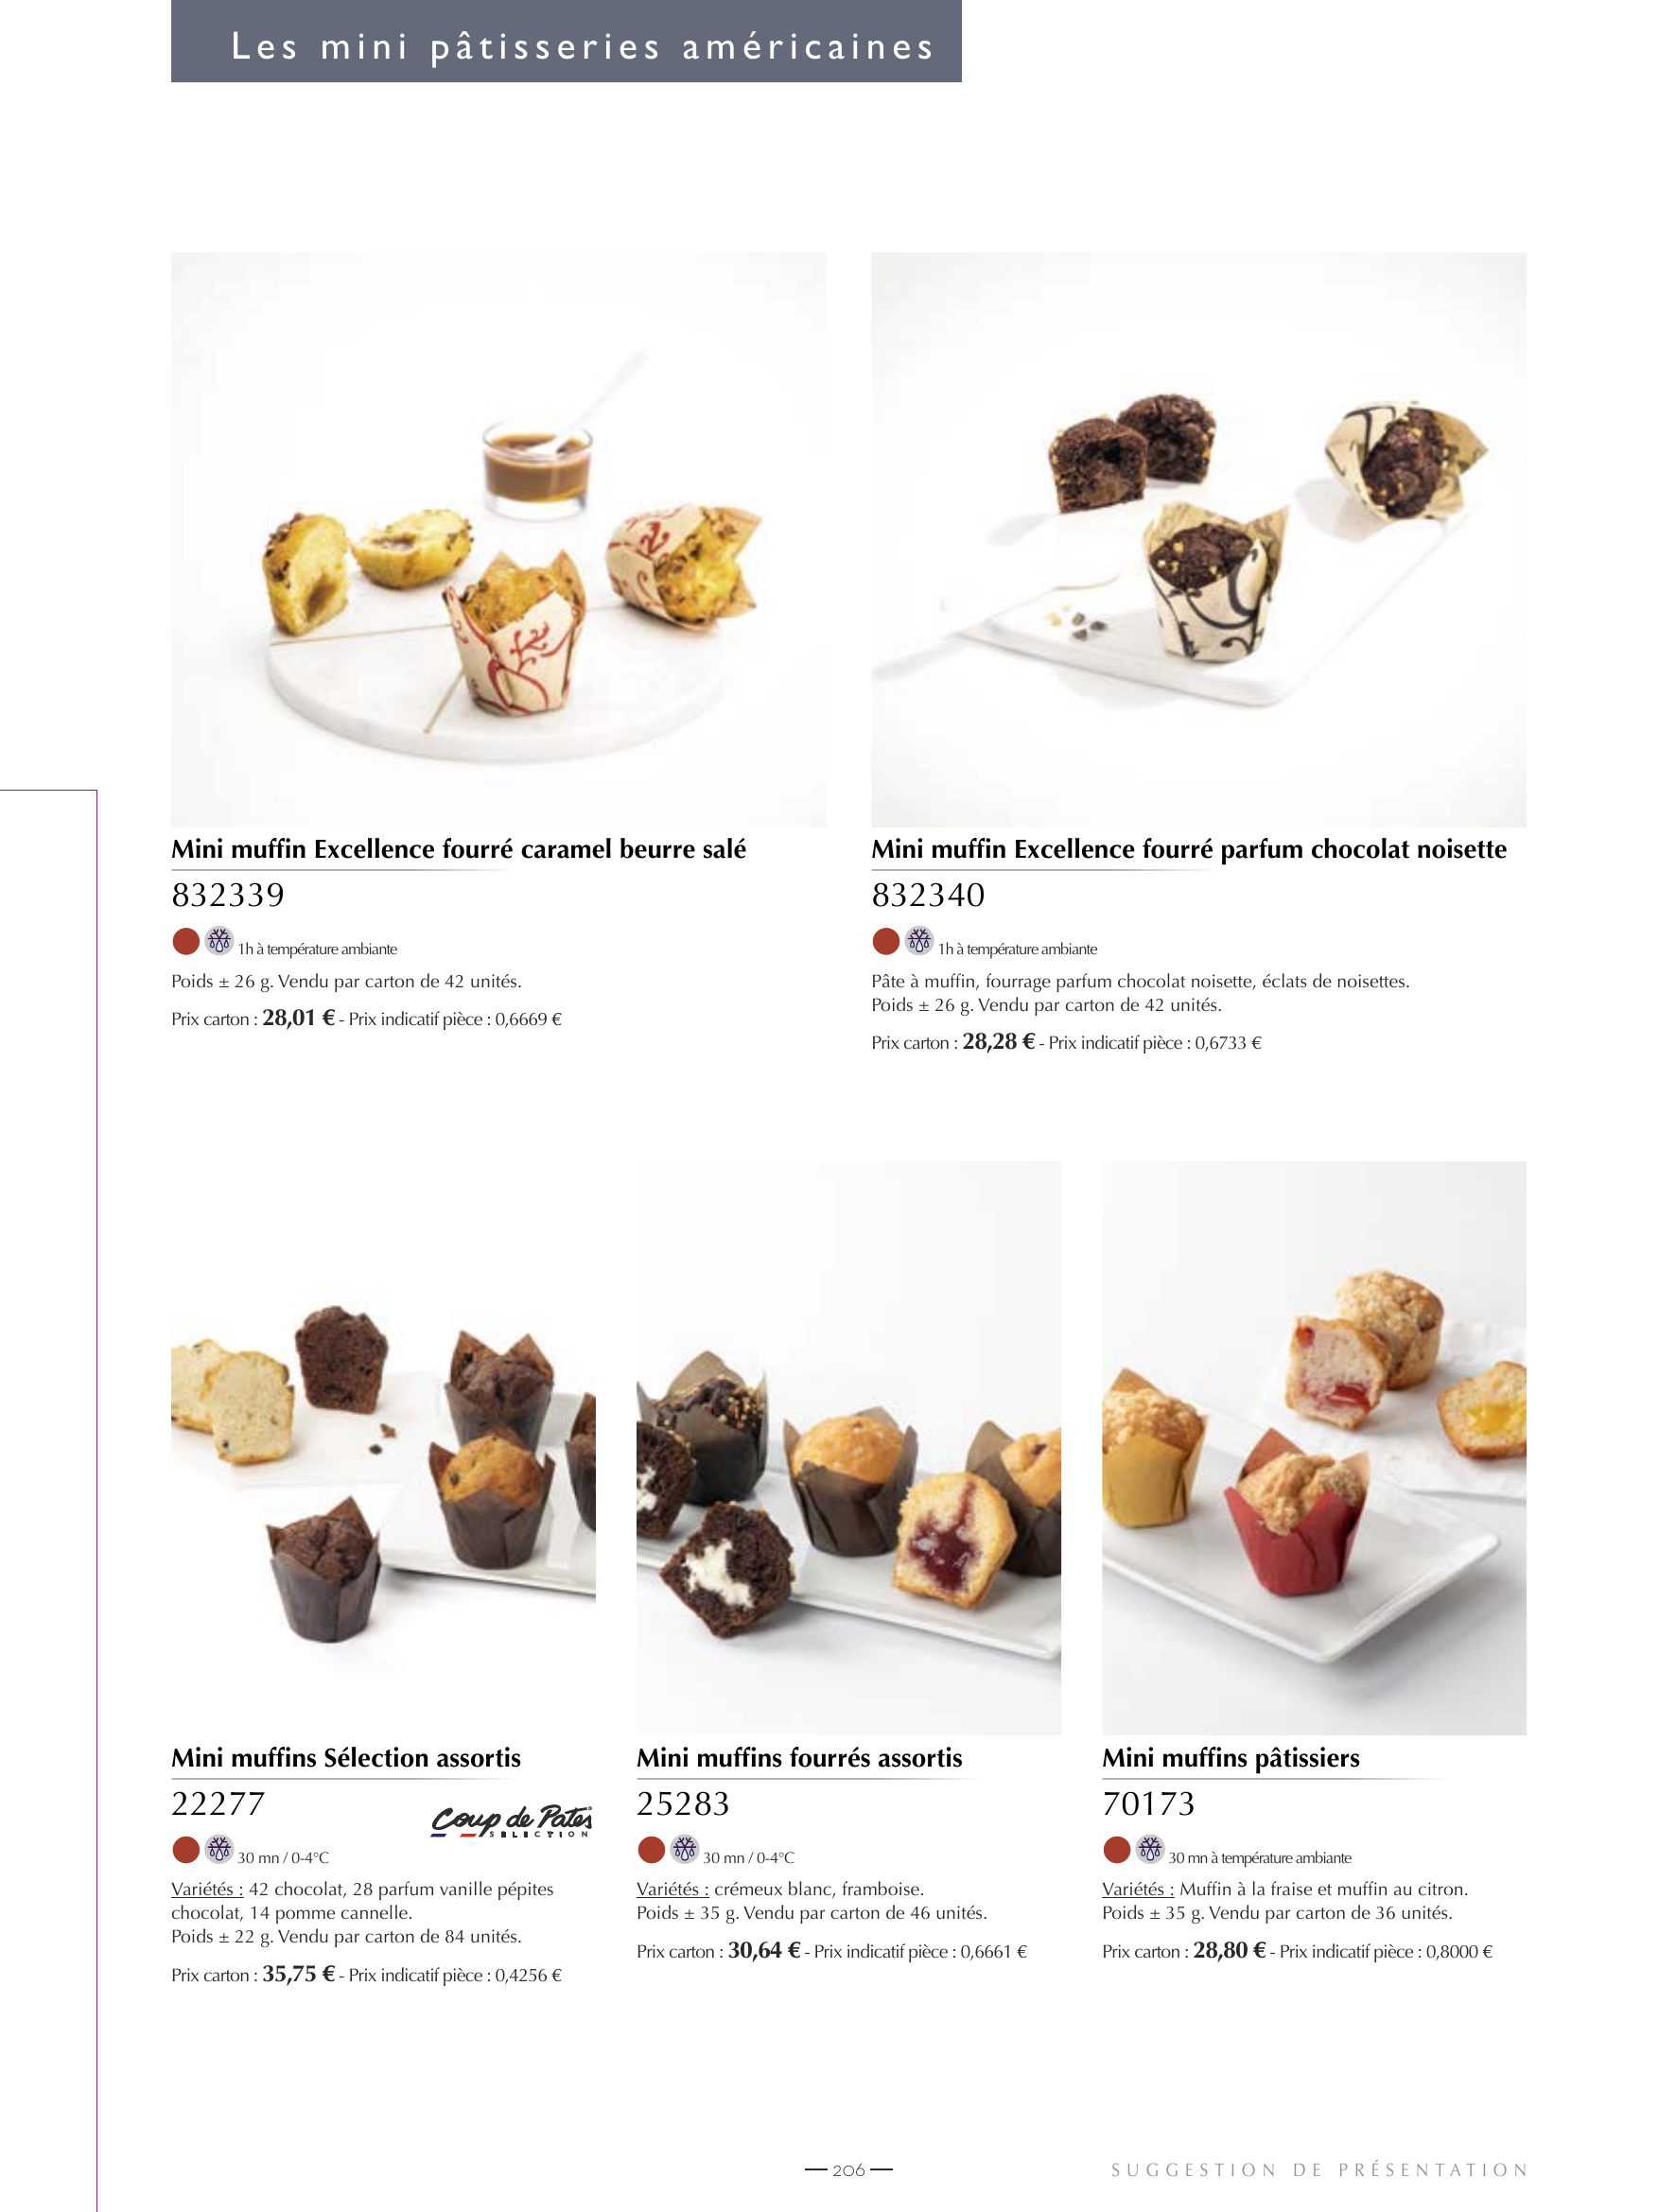 Les mini pâtisseries américaines
Mini muffin Excellence fourré caramel beurre salé
832339
1h à température ambiante
Poids ± 26 g. Vendu par carton de 42 unités.
Prix carton : 28,01 € - Prix indicatif pièce : 0,6669 €
Mini muffin Excellence fourré parfum chocolat noisette
832340
1h à température ambiante
Pâte à muffin, fourrage parfum chocolat noisette, éclats de noisettes.
Poids ± 26 g. Vendu par carton de 42 unités.
Prix carton : 28,28 € - Prix indicatif pièce : 0,6733 €
Mini muffins Sélection assortis
22277
Coup de Pates
SELECTION
30 mn / 0-4°C
Variétés : 42 chocolat, 28 parfum vanille pépites
chocolat, 14 pomme cannelle.
Poids ± 22 g. Vendu par carton de 84 unités.
Prix carton : 35,75 € - Prix indicatif pièce : 0,4256 €
Mini muffins fourrés assortis
25283
30 mn / 0-4°C
Variétés : crémeux blanc, framboise.
Poids ± 35 g. Vendu par carton de 46 unités.
Prix carton : 30,64 € - Prix indicatif pièce : 0,6661 €
Mini muffins pâtissiers
70173
30 mn à température ambiante
Variétés : Muffin à la fraise et muffin au citron.
Poids ± 35 g. Vendu par carton de 36 unités.
Prix carton : 28,80 € - Prix indicatif pièce : 0,8000 €
— 206 —
SUGGESTION DE PRÉSENTATION